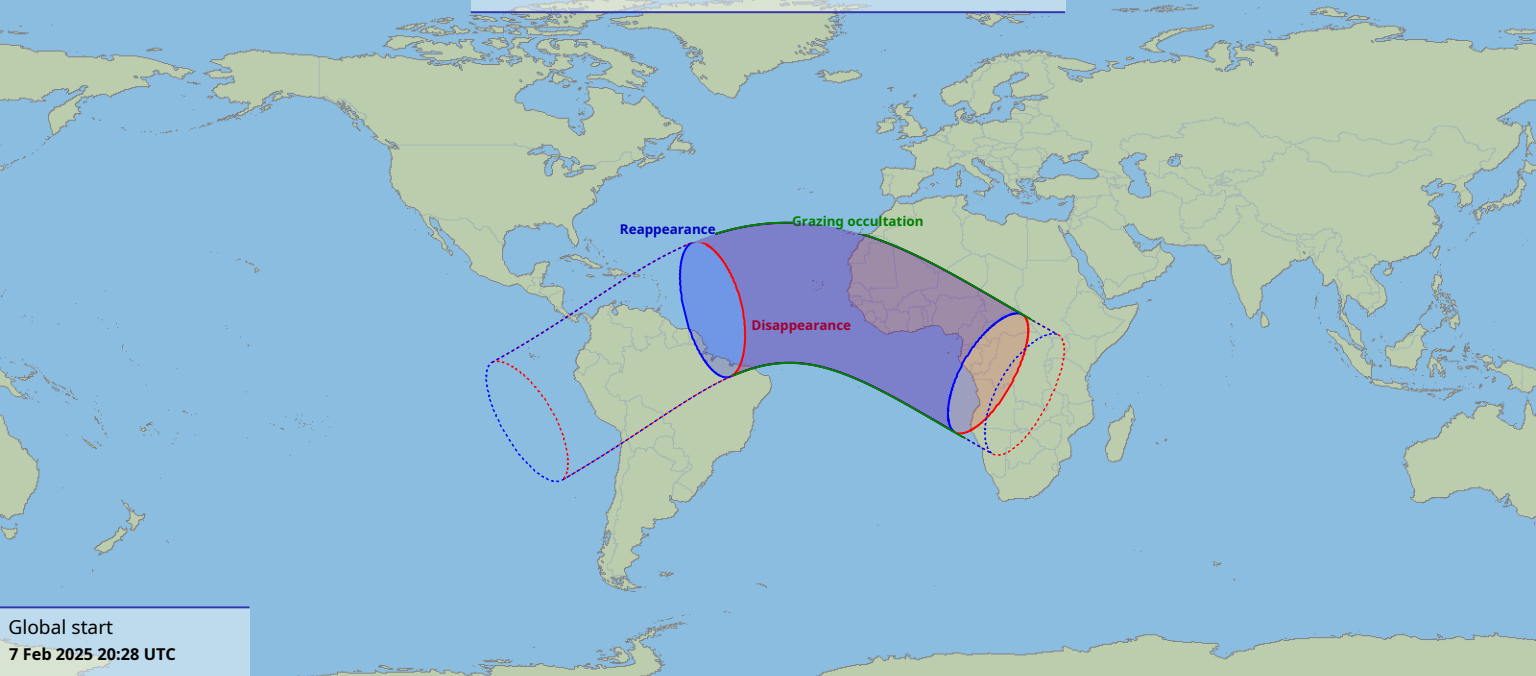 Grazing occultation
Reappearance
Disappearance
Global start
7 Feb 2025 20:28 UTC